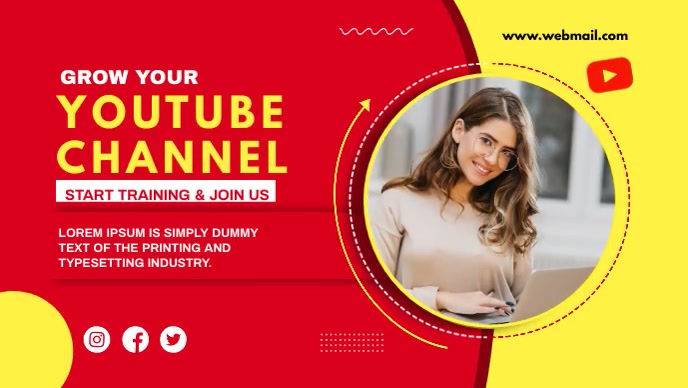 www.webmail.com
GROW YOUR
YOUTUBE
CHANNEL
START TRAINING & JOIN US
LOREM IPSUM IS SIMPLY DUMMY
TEXT OF THE PRINTING AND
TYPESETTING INDUSTRY.